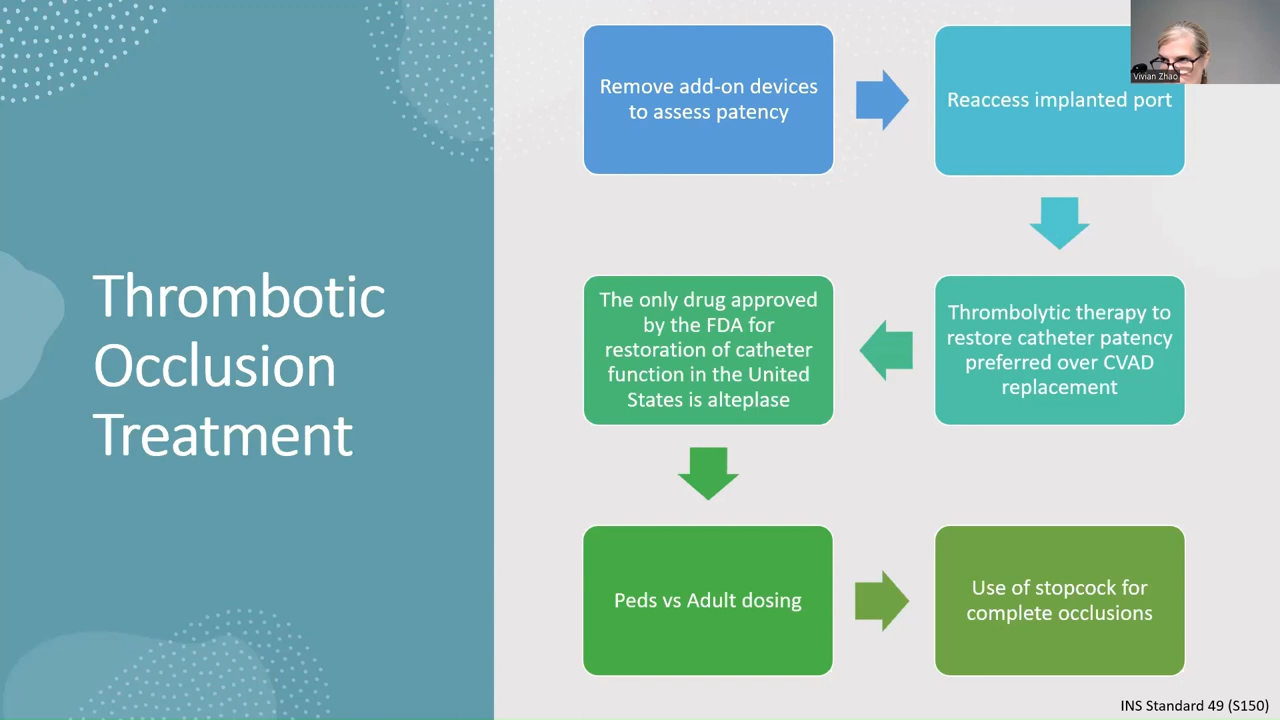 Thrombotic
Occlusion
Treatment
Remove add-on devices
to assess patency
Reaccess implanted port
Vivian Zhao
Thrombolytic therapy to
restore catheter patency
preferred over CVAD
replacement
The only drug approved
by the FDA for
restoration of catheter
function in the United
States is alteplase
Peds vs Adult dosing
Use of stopcock for
complete occlusions
INS Standard 49 (S150)